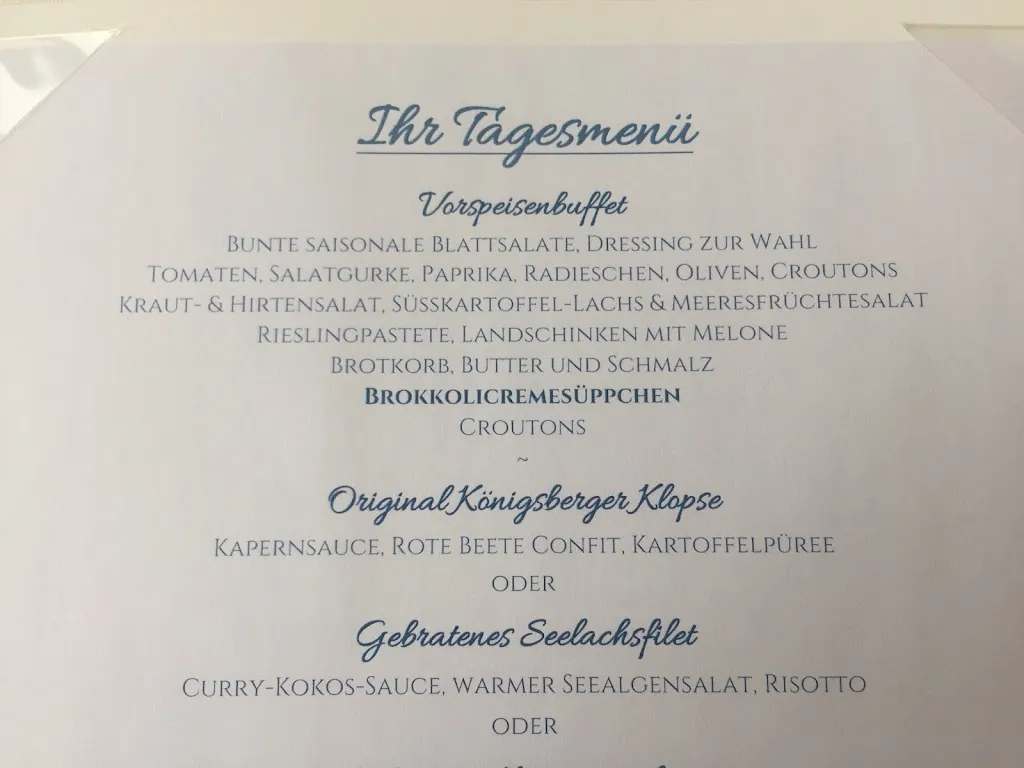 Ihr Tagesmenü
Vorspeisenbuffet
Bunte saisonale Blattsalate, Dressing zur Wahl
Tomaten, Salatgurke, Paprika, Radieschen, Oliven, Croutons
Kraut- & Hirtensalat, Süsskartoffel-Lachs & Meeresfrüchtesalat
Rieslingpastete, Landschinken mit Melone
Brotkorb, Butter und Schmalz
Brokkolicremesüppchen
Croutons
~
Original Königsberger Klopse
Kapernsauce, Rote Beete Confit, Kartoffelpüree
oder
Gebratenes Seelachsfilet
Curry-Kokos-Sauce, warmer Seealgensalat, Risotto
oder